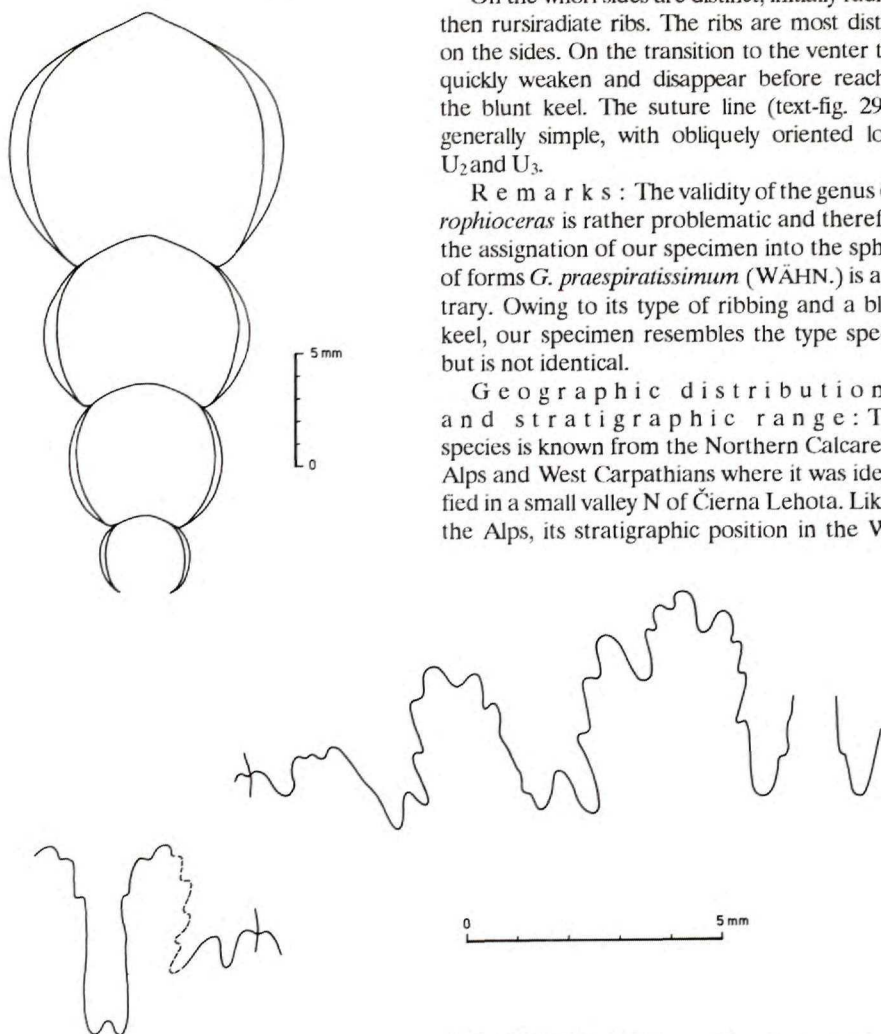 then rursiradiate ribs. The ribs are most dist
on the sides. On the transition to the venter t
quickly weaken and disappear before reach
the blunt keel. The suture line (text-fig. 29
generally simple, with obliquely oriented lo
U₂ and U₃.
R e m a r k s : The validity of the genus
rophioceras is rather problematic and theref
the assignation of our specimen into the sph
of forms G. praespiratissimum (WÄHN.) is a
trary. Owing to its type of ribbing and a bl
keel, our specimen resembles the type spe
but is not identical.
G e o g r a p h i c   d i s t r i b u t i o n
a n d   s t r a t i g r a p h i c   r a n g e : T
species is known from the Northern Calcare
Alps and West Carpathians where it was ide
fied in a small valley N of Čierna Lehota. Lik
the Alps, its stratigraphic position in the W
5 mm
0
0
5 mm